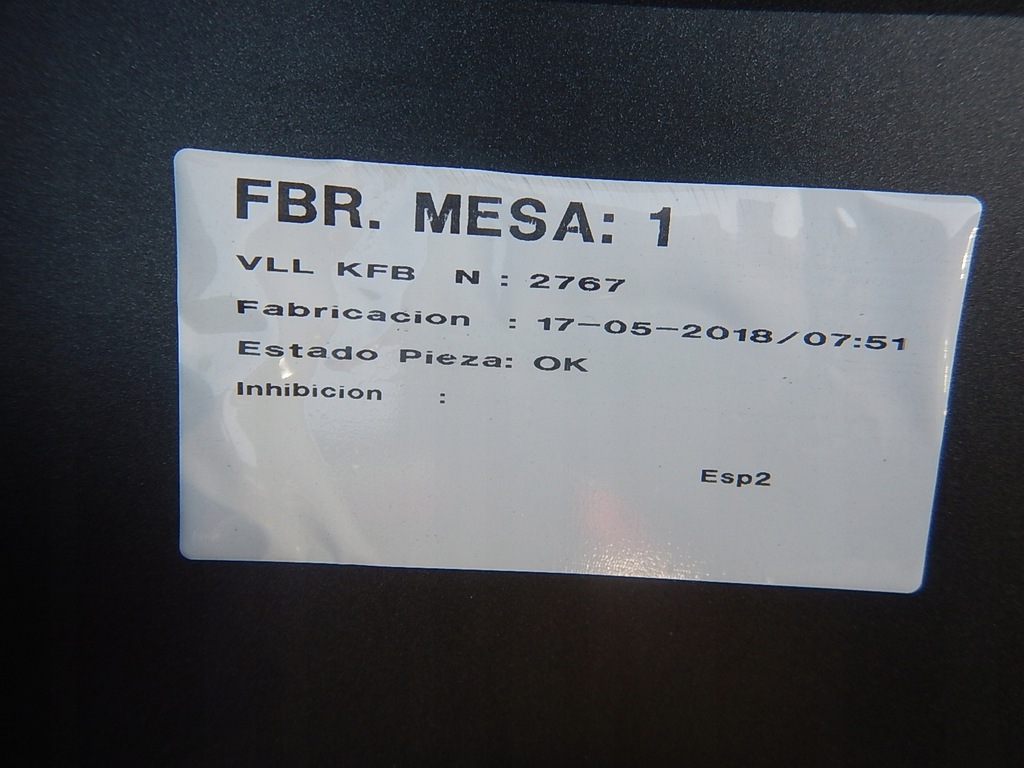 FBR. MESA: 1
VLL KFB N : 2767
Fabricacion : 17-05-2018/07:51
Estado Pieza: OK
Inhibicion :
Esp2